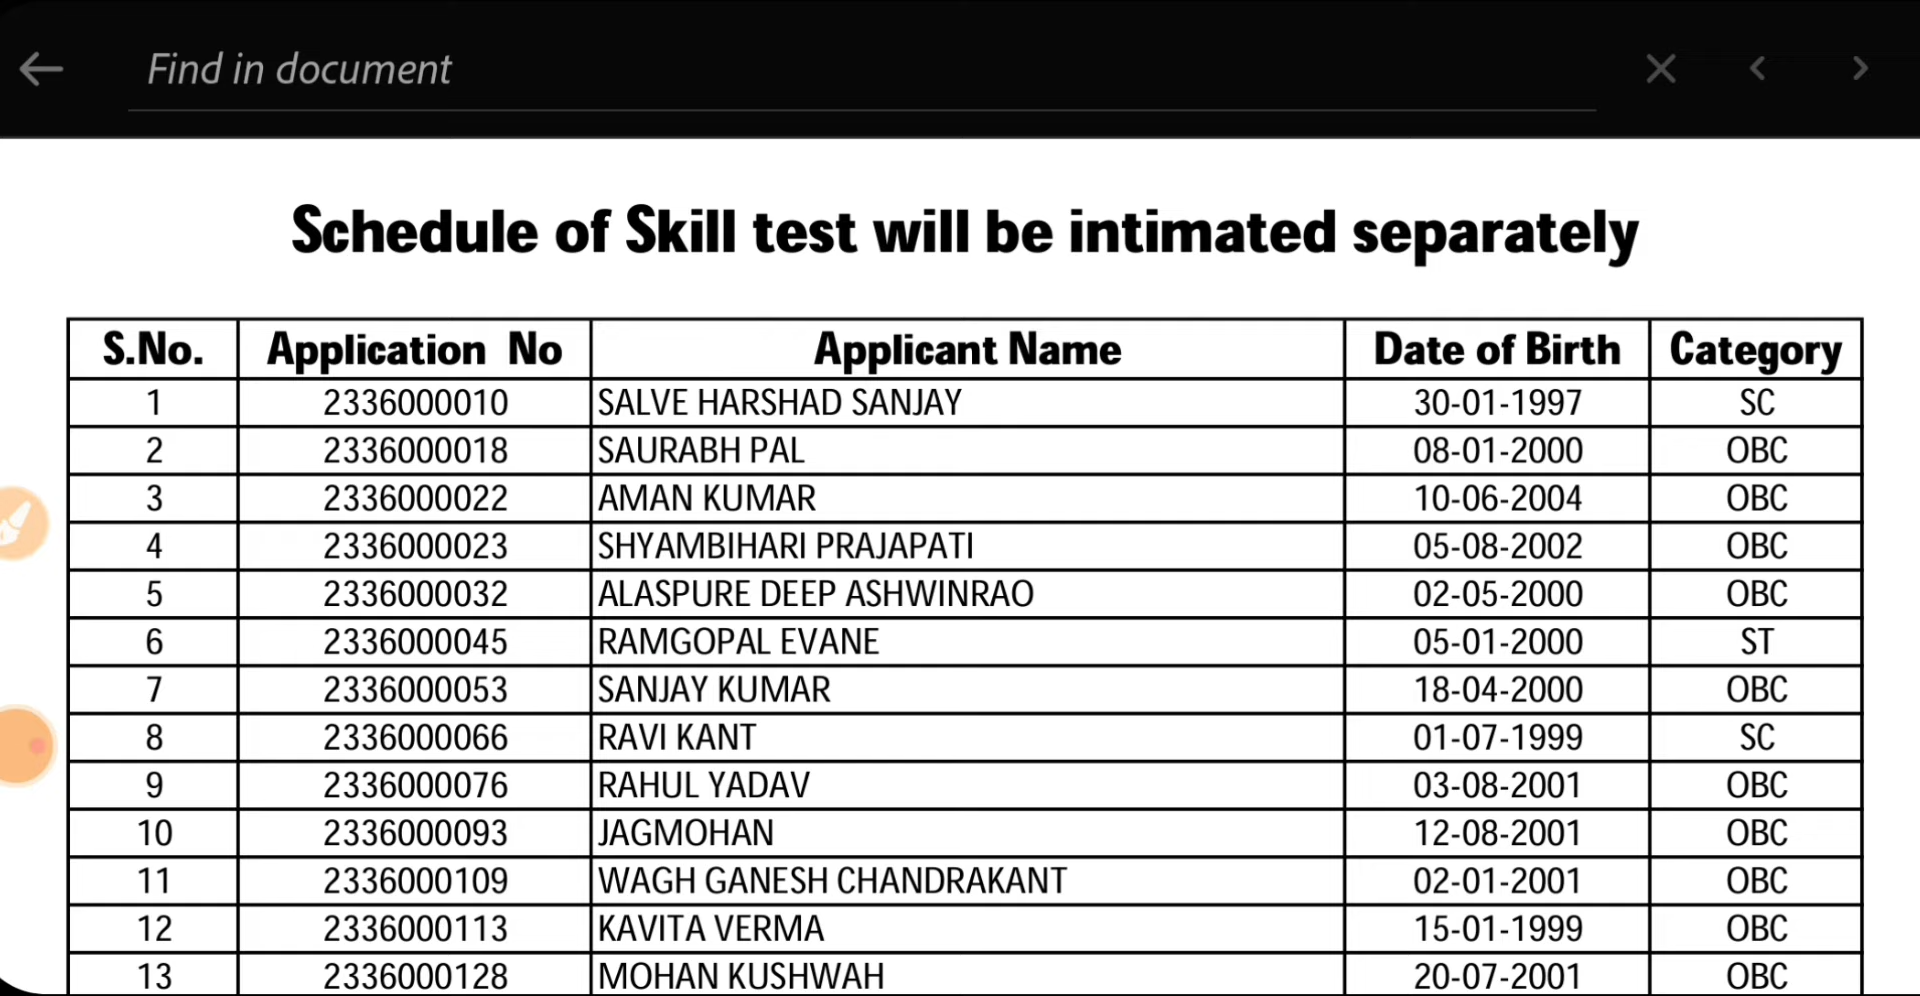 Find in document
Schedule of Skill test will be intimated separately
S.No. Application No Applicant Name Date of Birth Category
1 2336000010 SALVE HARSHAD SANJAY 30-01-1997 SC
2 2336000018 SAURABH PAL 08-01-2000 OBC
3 2336000022 AMAN KUMAR 10-06-2004 OBC
4 2336000023 SHYAMBIHARI PRAJAPATI 05-08-2002 OBC
5 2336000032 ALASPURE DEEP ASHWINRAO 02-05-2000 OBC
6 2336000045 RAMGOPAL EVANE 05-01-2000 ST
7 2336000053 SANJAY KUMAR 18-04-2000 OBC
8 2336000066 RAVI KANT 01-07-1999 SC
9 2336000076 RAHUL YADAV 03-08-2001 OBC
10 2336000093 JAGMOHAN 12-08-2001 OBC
11 2336000109 WAGH GANESH CHANDRAKANT 02-01-2001 OBC
12 2336000113 KAVITA VERMA 15-01-1999 OBC
13 2336000128 MOHAN KUSHWAH 20-07-2001 OBC